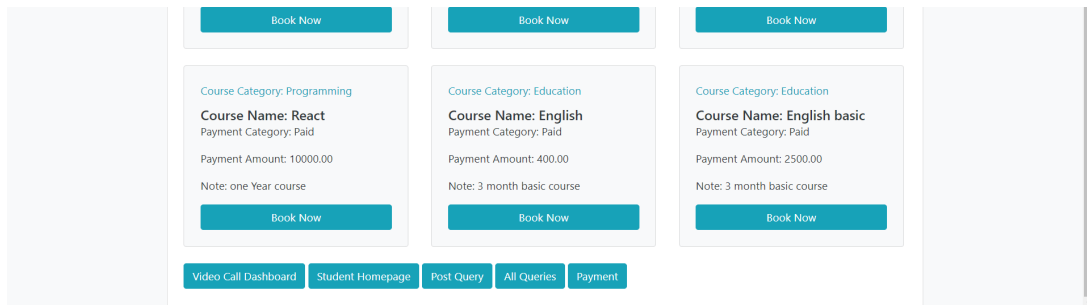 Book Now
Book Now
Book Now
Course Category: Programming
Course Name: React
Payment Category: Paid
Payment Amount: 10000.00
Note: one Year course
Book Now
Course Category: Education
Course Name: English
Payment Category: Paid
Payment Amount: 400.00
Note: 3 month basic course
Book Now
Course Category: Education
Course Name: English basic
Payment Category: Paid
Payment Amount: 2500.00
Note: 3 month basic course
Book Now
Video Call Dashboard
Student Homepage
Post Query
All Queries
Payment